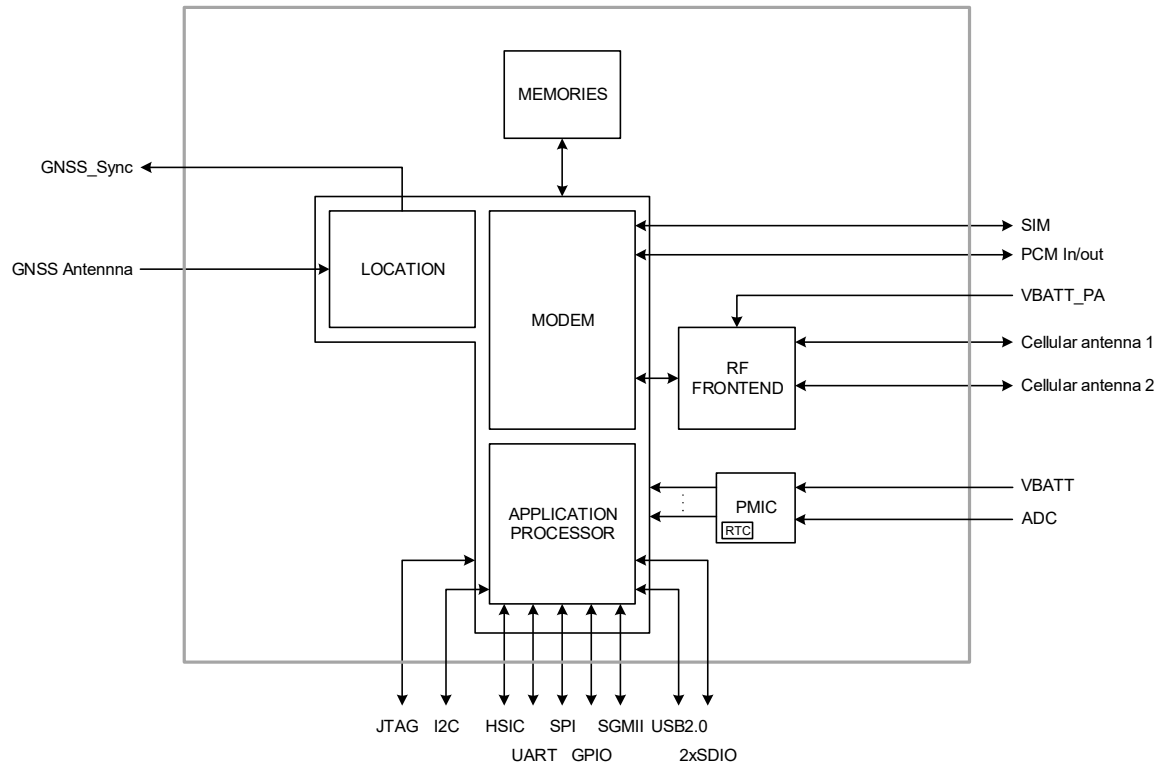 MEMORIES
GNSS_Sync
GNSS Antennna
LOCATION
MODEM
SIM
PCM In/out
VBATT_PA
RF
FRONTEND
Cellular antenna 1
Cellular antenna 2
APPLICATION
PROCESSOR
PMIC
RTC
VBATT
ADC
JTAG I2C HSIC SPI SGMII USB2.0
UART GPIO 2xSDIO